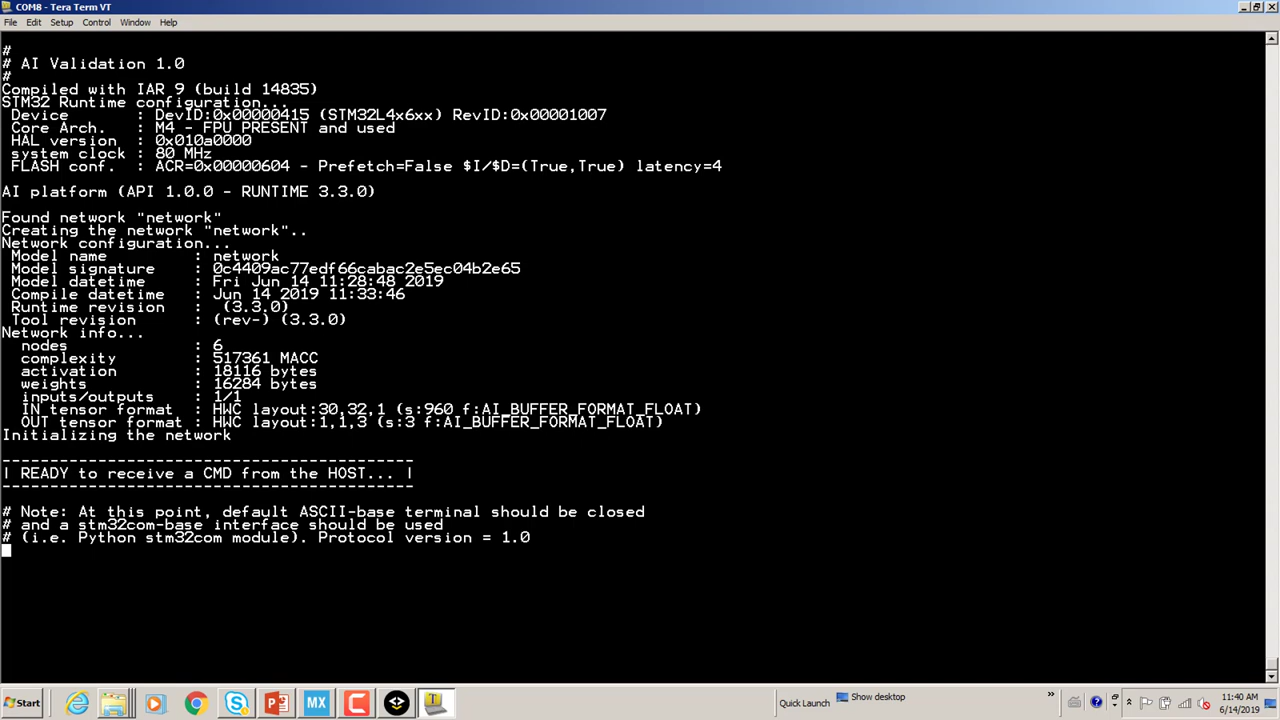 COM8 - Tera Term VT
File Edit Setup Control Window Help
#
# AI Validation 1.0
#
Compiled with IAR 9 (build 14835)
STM32 Runtime configuration...
Device : DevID:0x00000415 (STM32L4x6xx) RevID:0x00001007
Core Arch. : M4 - FPU PRESENT and used
HAL version : 0x010a0000
system clock : 80 MHz
FLASH conf. : ACR=0x00000604 - Prefetch=False $I/$D=(True,True) latency=4
AI platform (API 1.0.0 - RUNTIME 3.3.0)
Found network "network"
Creating the network "network"..
Network configuration...
Model name : network
Model signature : 0c4409ac77edf66cabac2e5ec04b2e65
Model datetime : Fri Jun 14 11:28:48 2019
Compile datetime : Jun 14 2019 11:33:46
Runtime revision : (3.3.0)
Tool revision : (rev-) (3.3.0)
Network info...
nodes : 6
complexity : 517361 MACC
activation : 18116 bytes
weights : 16284 bytes
inputs/outputs : 1/1
IN tensor format : HWC layout:30,32,1 (s:960 f:AI_BUFFER_FORMAT_FLOAT)
OUT tensor format : HWC layout:1,1,3 (s:3 f:AI_BUFFER_FORMAT_FLOAT)
Initializing the network
-------------------------------------------
| READY to receive a CMD from the HOST... |
-------------------------------------------
# Note: At this point, default ASCII-base terminal should be closed
# and a stm32com-base interface should be used
# (i.e. Python stm32com module). Protocol version = 1.0
Start MX Quick Launch Show desktop » 11:40 AM
6/14/2019